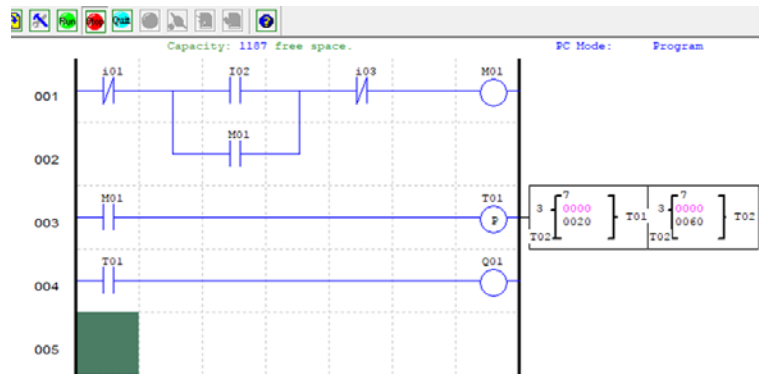 Run Stop Quit
Capacity: 1187 free space. PC Mode: Program
i01 I02 i03 M01
001
M01
002
M01 T01
003 P
3 7 0000 0020 T01 T02
3 7 0000 0060 T02 T02
T01 Q01
004
005